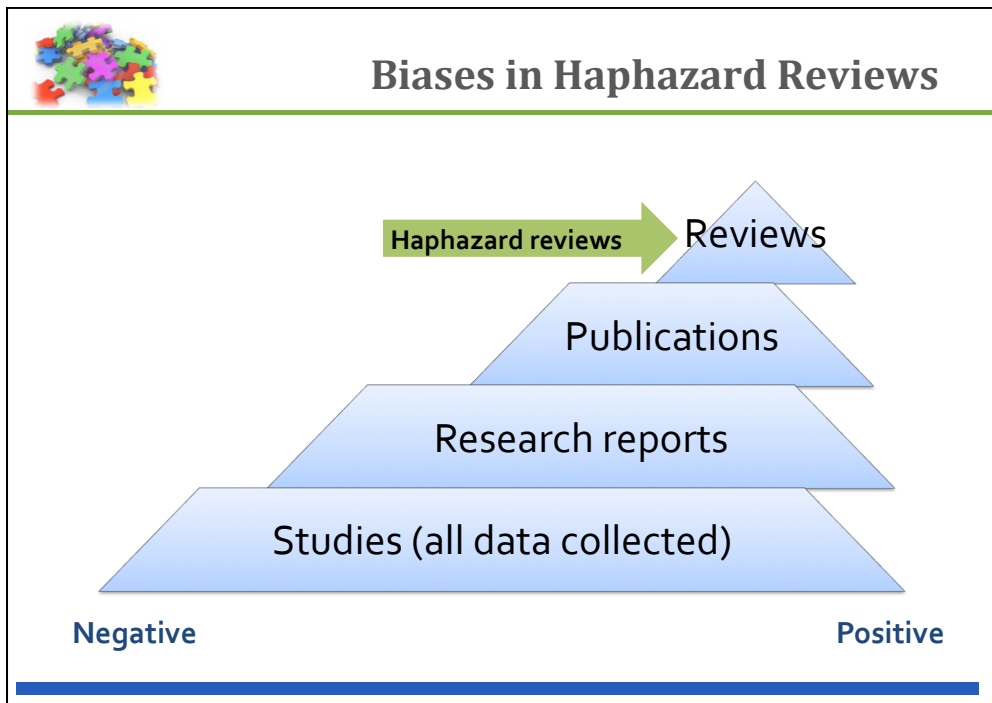 Biases in Haphazard Reviews
Haphazard reviews
Reviews
Publications
Research reports
Studies (all data collected)
Negative
Positive